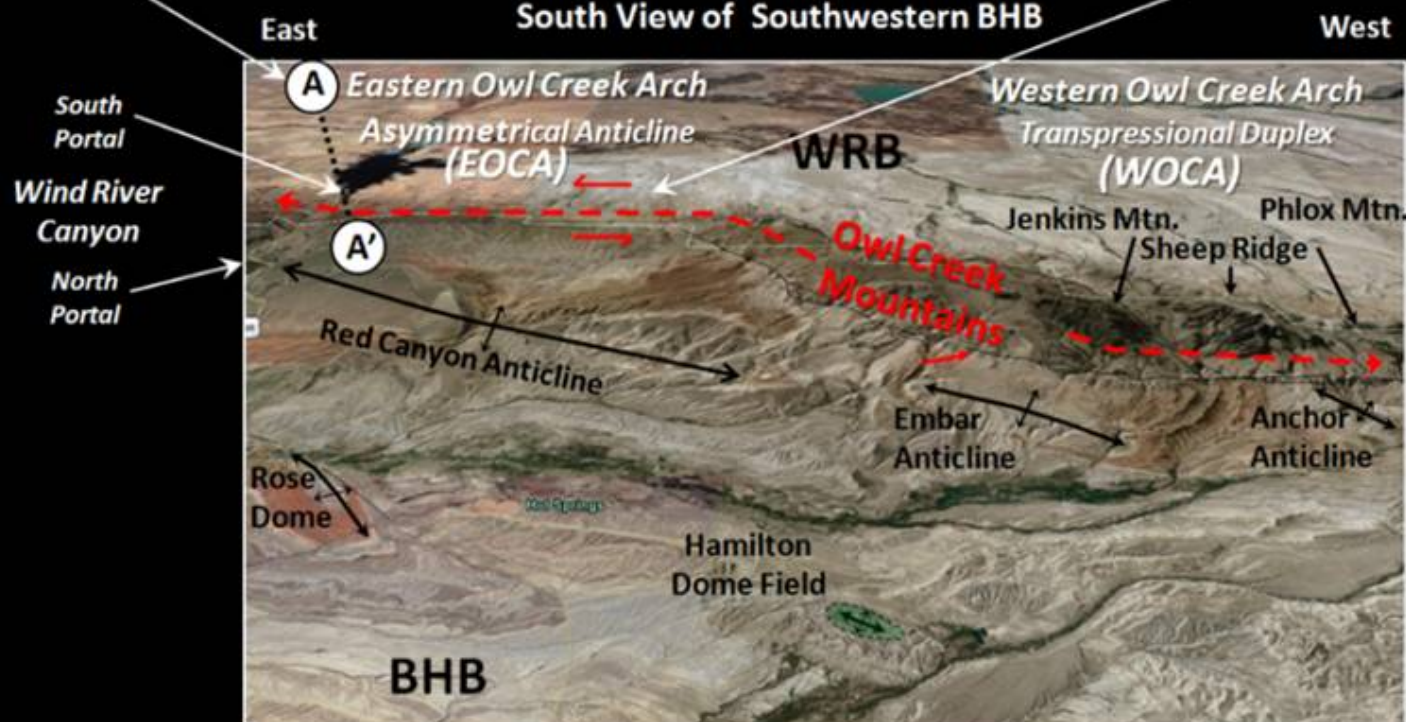 South View of Southwestern BHB
East
West
A
Eastern Owl Creek Arch
Asymmetrical Anticline
(EOCA)
Western Owl Creek Arch
Transpressional Duplex
(WOCA)
South
Portal
WRB
Wind River
Canyon
A'
North
Portal
Jenkins Mtn.
Phlox Mtn.
Sheep Ridge
Owl Creek
Mountains
Red Canyon Anticline
Embar
Anticline
Anchor
Anticline
Rose
Dome
Hot Springs
Hamilton
Dome Field
BHB